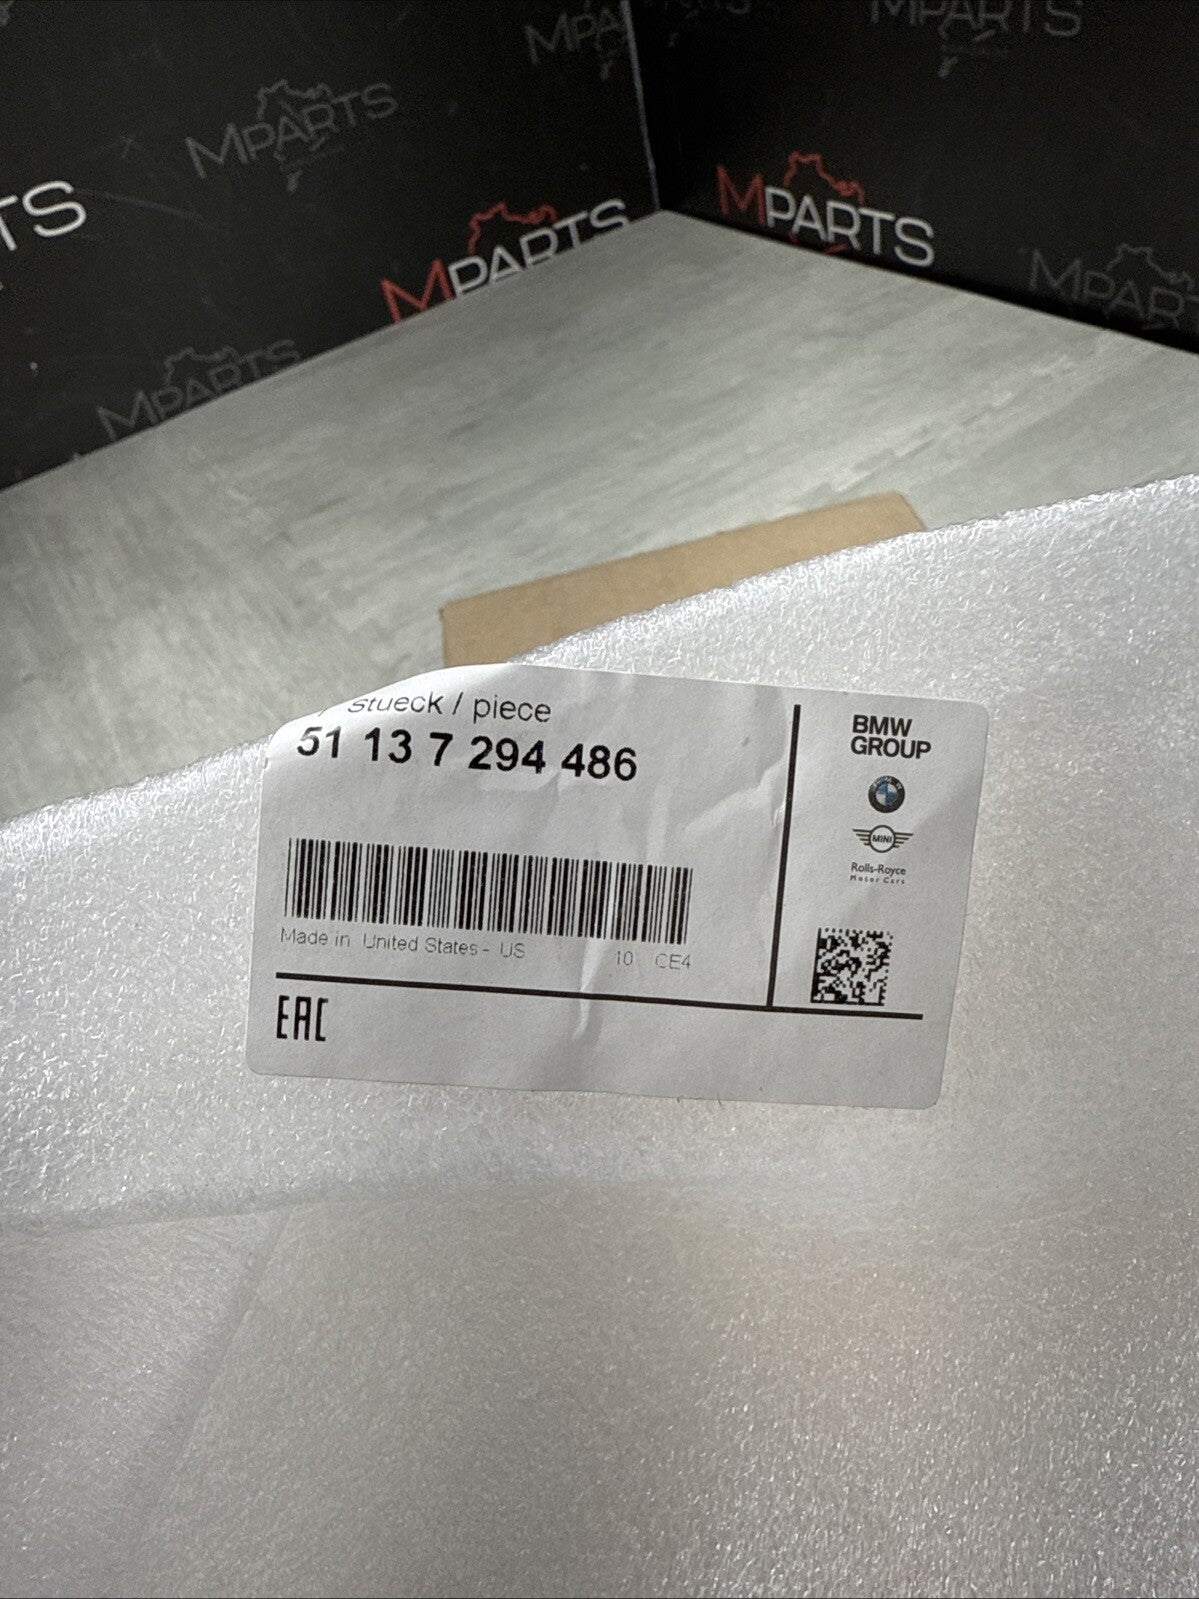 MPARTS
MPARTS
MPARTS
TS
MPARTS
MPARTS
MPARTS
Stueck / piece
51 13 7 294 486
Made in United States - US 10 CE4
EAC
BMW
GROUP
MINI
Rolls-Royce
Motor Cars